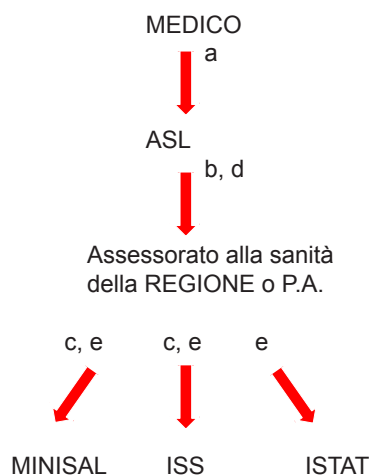 MEDICO
a
ASL
b, d
Assessorato alla sanità
della REGIONE o P.A.
c, e c, e e
MINISAL ISS ISTAT